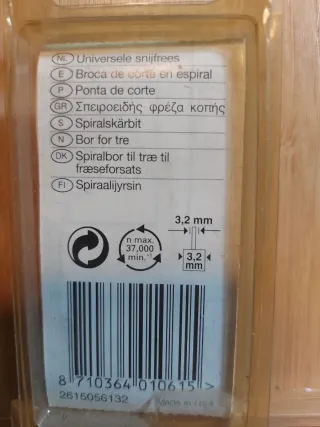 NL Universele snijfrees
E Broca de corte en espiral
P Ponta de corte
GR Σπειροειδής φρέζα κοπής
S Spiralskärbit
N Bor for tre
DK Spiralbor til træ til
fræseforsats
FI Spiraalijyrsin
3,2 mm
n max.
37,000
min.⁻¹
3,2
mm
8 710364 010615 >
2615056132
Made in